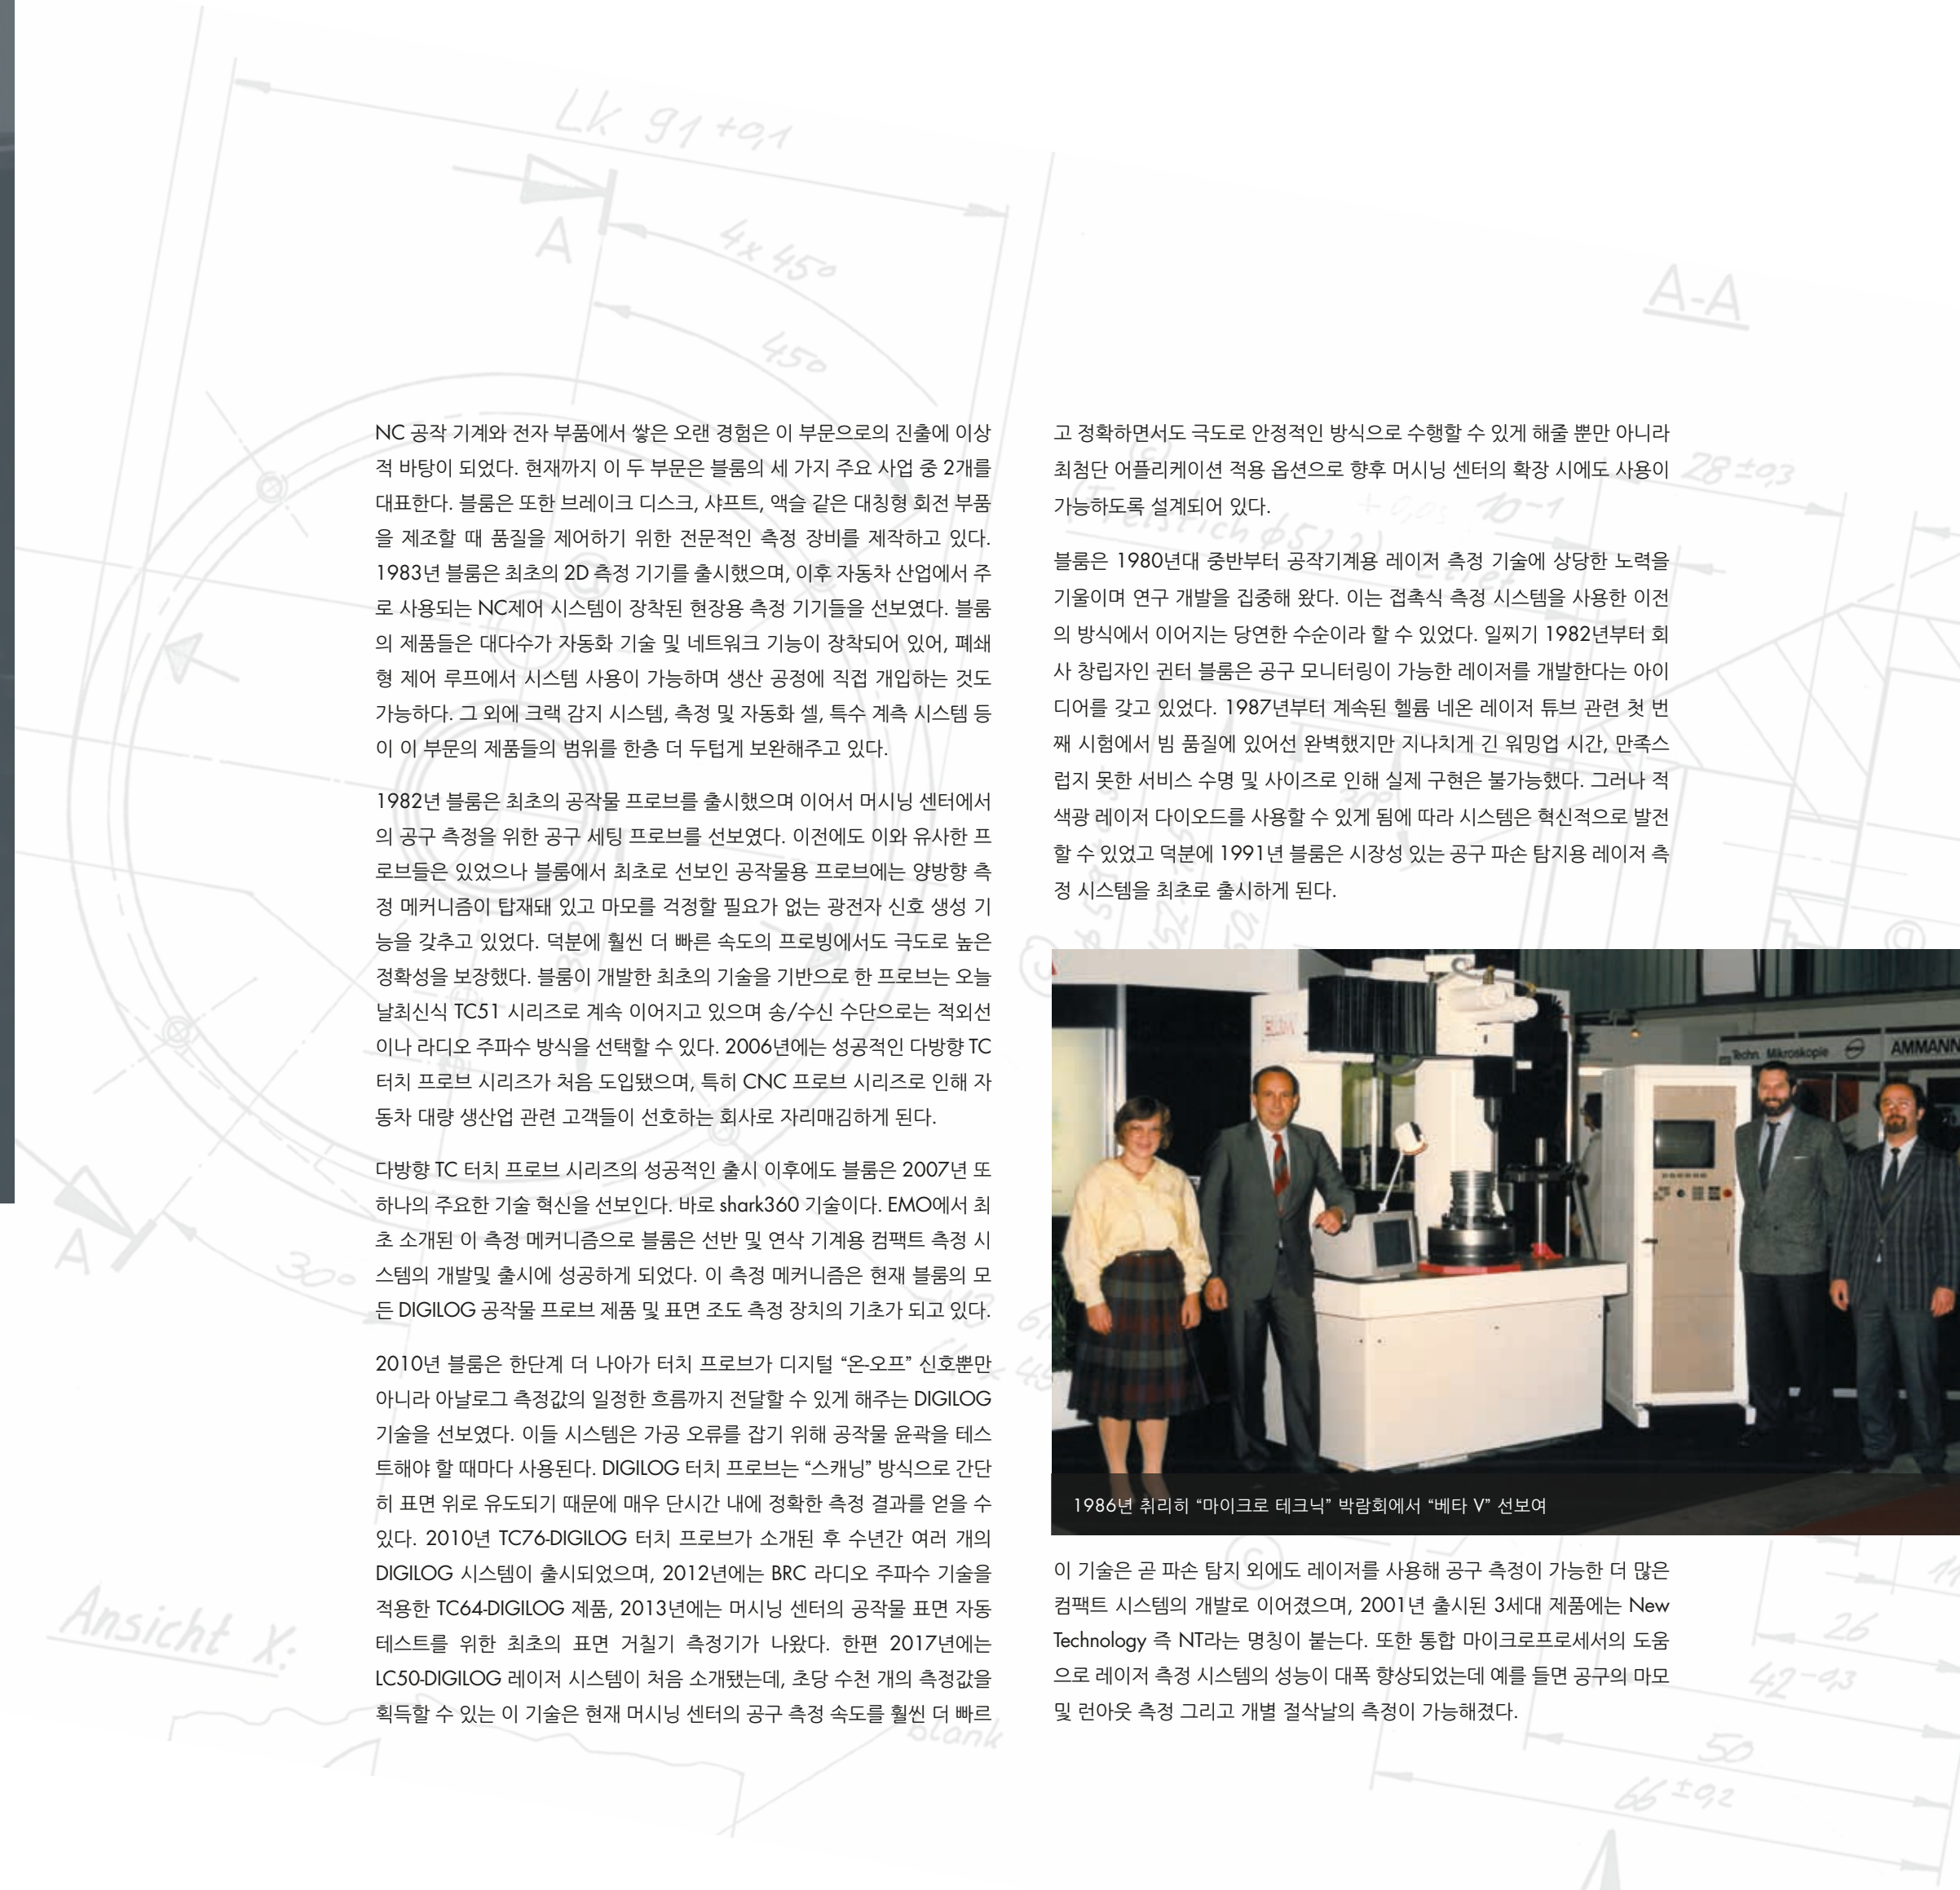 Lk 91 ±0,1
A
4x 45°
45°
A-A
NC 공작 기계와 전자 부품에서 쌓은 오랜 경험은 이 부문으로의 진출에 이상
적 바탕이 되었다. 현재까지 이 두 부문은 블룸의 세 가지 주요 사업 중 2개를
대표한다. 블룸은 또한 브레이크 디스크, 샤프트, 액슬 같은 대칭형 회전 부품
을 제조할 때 품질을 제어하기 위한 전문적인 측정 장비를 제작하고 있다.
1983년 블룸은 최초의 2D 측정 기기를 출시했으며, 이후 자동차 산업에서 주
로 사용되는 NC제어 시스템이 장착된 현장용 측정 기기들을 선보였다. 블룸
의 제품들은 대다수가 자동화 기술 및 네트워크 기능이 장착되어 있어, 폐쇄
형 제어 루프에서 시스템 사용이 가능하며 생산 공정에 직접 개입하는 것도
가능하다. 그 외에 크랙 감지 시스템, 측정 및 자동화 셀, 특수 계측 시스템 등
이 이 부문의 제품들의 범위를 한층 더 두텁게 보완해주고 있다.
1982년 블룸은 최초의 공작물 프로브를 출시했으며 이어서 머시닝 센터에서
의 공구 측정을 위한 공구 세팅 프로브를 선보였다. 이전에도 이와 유사한 프
로브들은 있었으나 블룸에서 최초로 선보인 공작물용 프로브에는 양방향 측
정 메커니즘이 탑재돼 있고 마모를 걱정할 필요가 없는 광전자 신호 생성 기
능을 갖추고 있었다. 덕분에 훨씬 더 빠른 속도의 프로빙에서도 극도로 높은
정확성을 보장했다. 블룸이 개발한 최초의 기술을 기반으로 한 프로브는 오늘
날최신식 TC51 시리즈로 계속 이어지고 있으며 송/수신 수단으로는 적외선
이나 라디오 주파수 방식을 선택할 수 있다. 2006년에는 성공적인 다방향 TC
터치 프로브 시리즈가 처음 도입됐으며, 특히 CNC 프로브 시리즈로 인해 자
동차 대량 생산업 관련 고객들이 선호하는 회사로 자리매김하게 된다.
다방향 TC 터치 프로브 시리즈의 성공적인 출시 이후에도 블룸은 2007년 또
하나의 주요한 기술 혁신을 선보인다. 바로 shark360 기술이다. EMO에서 최
초 소개된 이 측정 메커니즘으로 블룸은 선반 및 연삭 기계용 컴팩트 측정 시
스템의 개발및 출시에 성공하게 되었다. 이 측정 메커니즘은 현재 블룸의 모
든 DIGILOG 공작물 프로브 제품 및 표면 조도 측정 장치의 기초가 되고 있다.
2010년 블룸은 한단계 더 나아가 터치 프로브가 디지털 “온-오프” 신호뿐만
아니라 아날로그 측정값의 일정한 흐름까지 전달할 수 있게 해주는 DIGILOG
기술을 선보였다. 이들 시스템은 가공 오류를 잡기 위해 공작물 윤곽을 테스
트해야 할 때마다 사용된다. DIGILOG 터치 프로브는 “스캐닝” 방식으로 간단
히 표면 위로 유도되기 때문에 매우 단시간 내에 정확한 측정 결과를 얻을 수
있다. 2010년 TC76-DIGILOG 터치 프로브가 소개된 후 수년간 여러 개의
DIGILOG 시스템이 출시되었으며, 2012년에는 BRC 라디오 주파수 기술을
적용한 TC64-DIGILOG 제품, 2013년에는 머시닝 센터의 공작물 표면 자동
테스트를 위한 최초의 표면 거칠기 측정기가 나왔다. 한편 2017년에는
LC50-DIGILOG 레이저 시스템이 처음 소개됐는데, 초당 수천 개의 측정값을
획득할 수 있는 이 기술은 현재 머시닝 센터의 공구 측정 속도를 훨씬 더 빠르
고 정확하면서도 극도로 안정적인 방식으로 수행할 수 있게 해줄 뿐만 아니라
최첨단 어플리케이션 적용 옵션으로 향후 머시닝 센터의 확장 시에도 사용이
가능하도록 설계되어 있다.
블룸은 1980년대 중반부터 공작기계용 레이저 측정 기술에 상당한 노력을
기울이며 연구 개발을 집중해 왔다. 이는 접촉식 측정 시스템을 사용한 이전
의 방식에서 이어지는 당연한 수순이라 할 수 있었다. 일찌기 1982년부터 회
사 창립자인 귄터 블룸은 공구 모니터링이 가능한 레이저를 개발한다는 아이
디어를 갖고 있었다. 1987년부터 계속된 헬륨 네온 레이저 튜브 관련 첫 번
째 시험에서 빔 품질에 있어선 완벽했지만 지나치게 긴 워밍업 시간, 만족스
럽지 못한 서비스 수명 및 사이즈로 인해 실제 구현은 불가능했다. 그러나 적
색광 레이저 다이오드를 사용할 수 있게 됨에 따라 시스템은 혁신적으로 발전
할 수 있었고 덕분에 1991년 블룸은 시장성 있는 공구 파손 탐지용 레이저 측
정 시스템을 최초로 출시하게 된다.
Techn. Mikroskopie
AMMANN
1986년 취리히 “마이크로 테크닉” 박람회에서 “베타 V” 선보여
이 기술은 곧 파손 탐지 외에도 레이저를 사용해 공구 측정이 가능한 더 많은
컴팩트 시스템의 개발로 이어졌으며, 2001년 출시된 3세대 제품에는 New
Technology 즉 NT라는 명칭이 붙는다. 또한 통합 마이크로프로세서의 도움
으로 레이저 측정 시스템의 성능이 대폭 향상되었는데 예를 들면 공구의 마모
및 런아웃 측정 그리고 개별 절삭날의 측정이 가능해졌다.
28 ±0,3
10-1
A
30°
Ansicht X:
blank
26
42-0,3
50
66 ±0,2